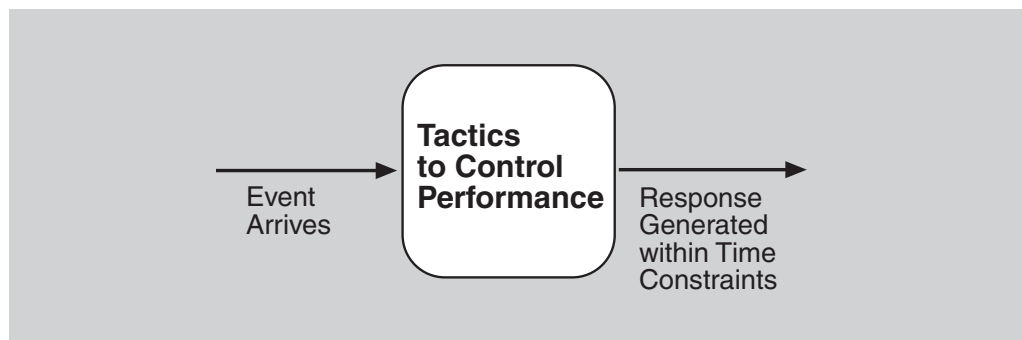 Event
Arrives
Tactics
to Control
Performance
Response
Generated
within Time
Constraints